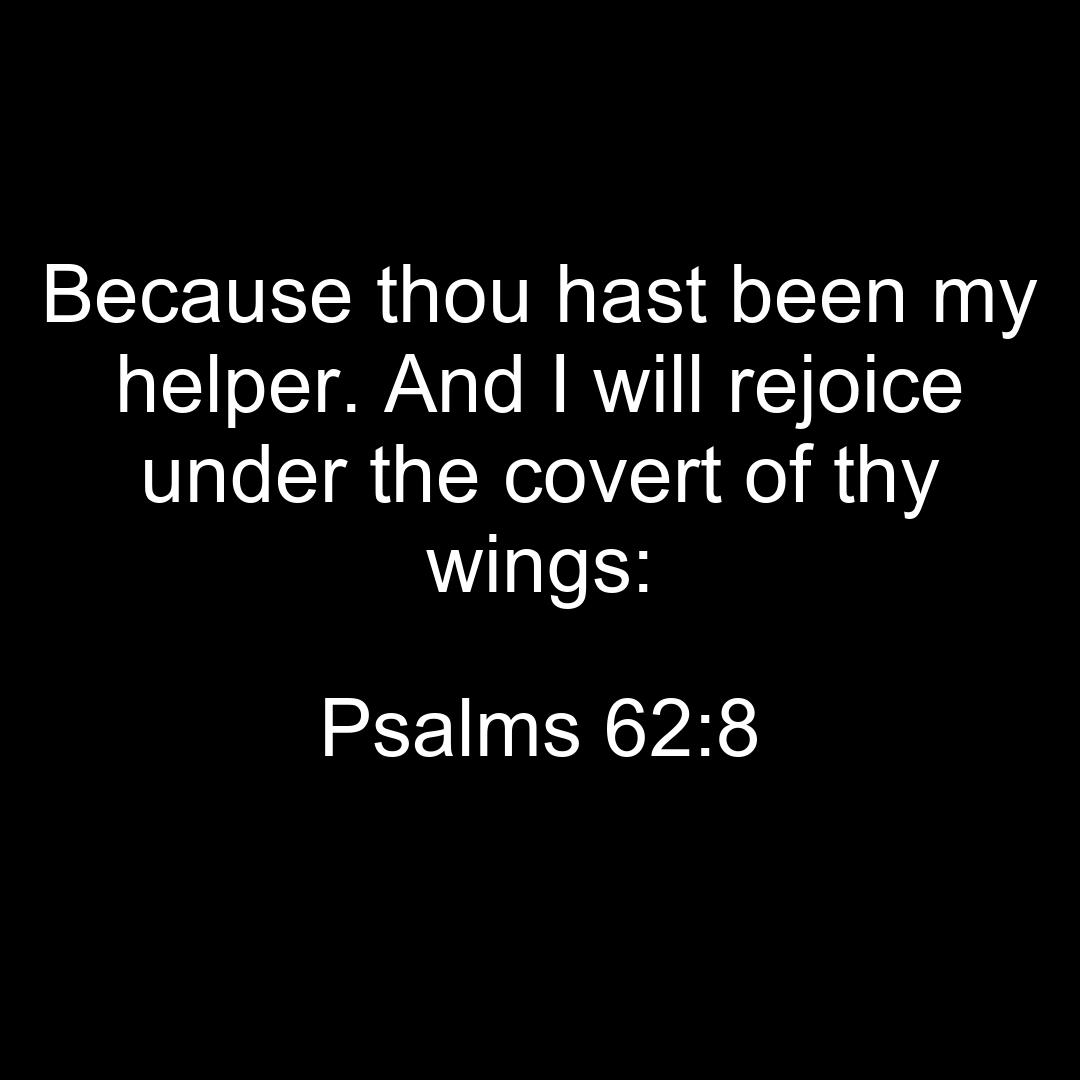 Because thou hast been my
helper. And I will rejoice
under the covert of thy
wings:
Psalms 62:8